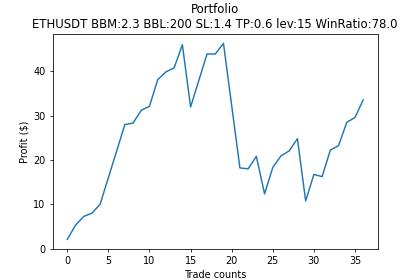 Portfolio
ETHUSDT BBM:2.3 BBL:200 SL:1.4 TP:0.6 lev:15 WinRatio:78.0
Profit ($)
40
30
20
10
0
0 5 10 15 20 25 30 35
Trade counts